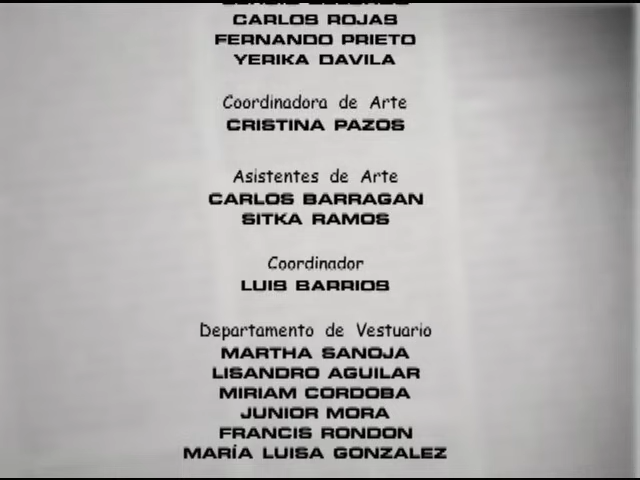 CARLOS ROJAS
FERNANDO PRIETO
YERIKA DAVILA
Coordinadora de Arte
CRISTINA PAZOS
Asistentes de Arte
CARLOS BARRAGAN
SITKA RAMOS
Coordinador
LUIS BARRIOS
Departamento de Vestuario
MARTHA SANOJA
LISANDRO AGUILAR
MIRIAM CORDOBA
JUNIOR MORA
FRANCIS RONDON
MARÍA LUISA GONZALEZ